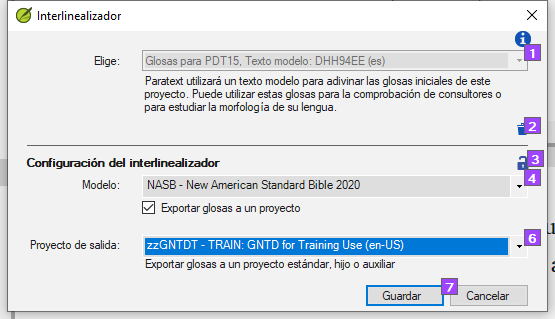 Interlinealizador
Elige: Glosas para PDT15, Texto modelo: DHH94EE (es) 1
Paratext utilizará un texto modelo para adivinar las glosas iniciales de este
proyecto. Puede utilizar estas glosas para la comprobación de consultores o
para estudiar la morfología de su lengua.
2
Configuración del interlinealizador 3
Modelo: NASB - New American Standard Bible 2020 4
Exportar glosas a un proyecto
Proyecto de salida: zzGNTDT - TRAIN: GNTD for Training Use (en-US) 6
Exportar glosas a un proyecto estándar, hijo o auxiliar
Guardar 7 Cancelar